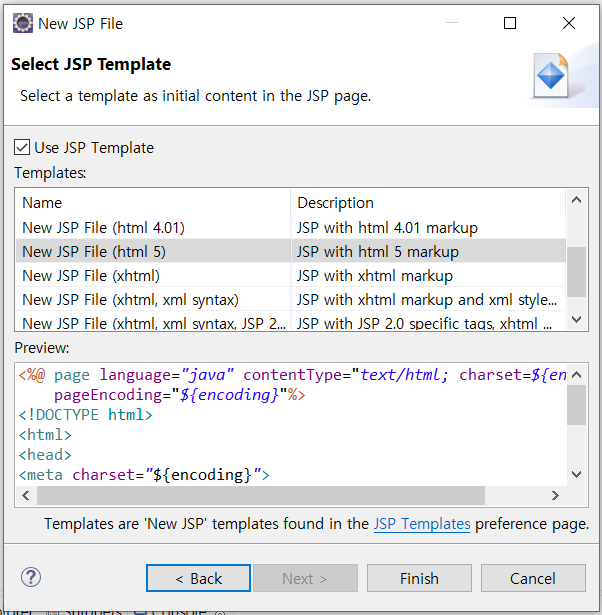 New JSP File
Select JSP Template
Select a template as initial content in the JSP page.
Use JSP Template
Templates:
Name Description
New JSP File (html 4.01) JSP with html 4.01 markup
New JSP File (html 5) JSP with html 5 markup
New JSP File (xhtml) JSP with xhtml markup
New JSP File (xhtml, xml syntax) JSP with xhtml markup and xml style...
New JSP File (xhtml, xml syntax, JSP 2... JSP with JSP 2.0 specific tags, xhtml ...
Preview:
<%@ page language="java" contentType="text/html; charset=${en
pageEncoding="${encoding}"%>
<!DOCTYPE html>
<html>
<head>
<meta charset="${encoding}">
Templates are 'New JSP' templates found in the JSP Templates preference page.
? < Back Next > Finish Cancel
Snippets Console